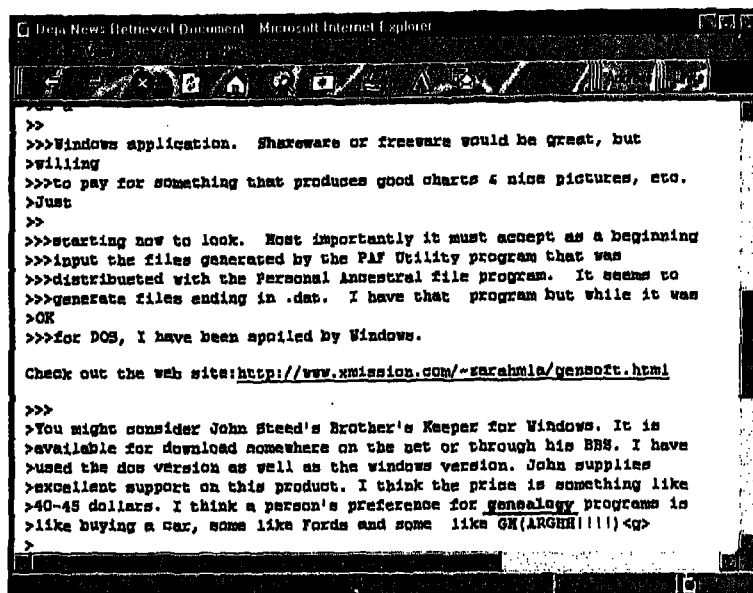 Deja News Retrieved Document - Microsoft Internet Explorer
>>
>>>Windows application.  Shareware or freeware would be great, but
>willing
>>>to pay for something that produces good charts & nice pictures, etc.
>Just
>>
>>>starting now to look.  Most importantly it must accept as a beginning
>>>input the files generated by the PAF Utility program that was
>>>distribusted with the Personal Ancestral file program.  It seems to
>>>generate files ending in .dat.  I have that  program but while it was
>OK
>>>for DOS, I have been spoiled by Windows.
Check out the web site:http://www.xmission.com/~sarahmla/gensoft.html
>>>
>You might consider John Steed's Brother's Keeper for Windows. It is
>available for download somewhere on the net or through his BBS. I have
>used the dos version as well as the windows version. John supplies
>excellent support on this product. I think the price is something like
>40-45 dollars. I think a person's preference for genealogy programs is
>like buying a car, some like Fords and some  like GM(ARGHH!!!!)<g>
>